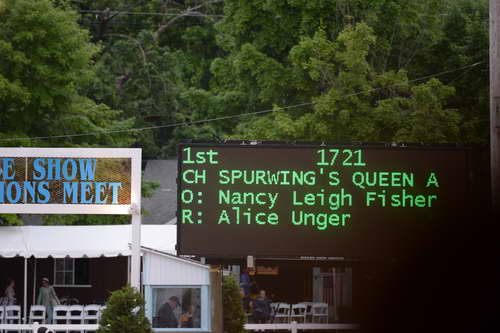 E SHOW
IONS MEET
1st 1721
CH SPURWING'S QUEEN A
O: Nancy Leigh Fisher
R: Alice Unger